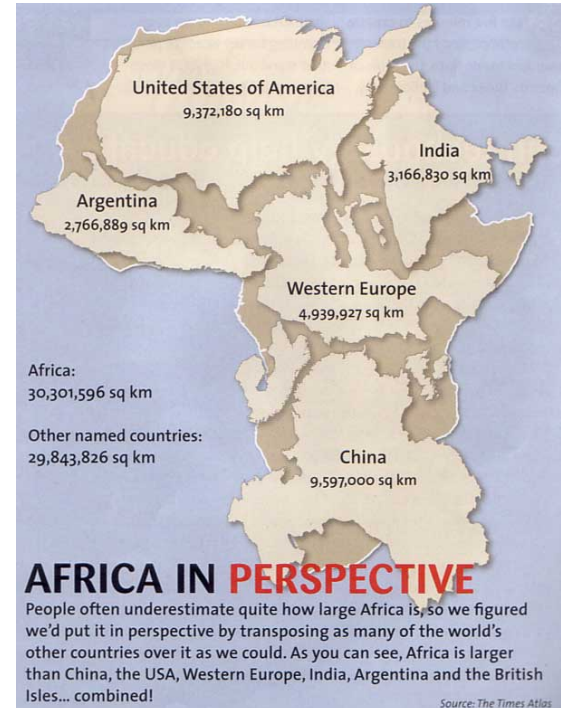 United States of America
9,372,180 sq km
India
3,166,830 sq km
Argentina
2,766,889 sq km
Western Europe
4,939,927 sq km
Africa:
30,301,596 sq km
Other named countries:
29,843,826 sq km
China
9,597,000 sq km
AFRICA IN PERSPECTIVE
People often underestimate quite how large Africa is, so we figured
we'd put it in perspective by transposing as many of the world's
other countries over it as we could. As you can see, Africa is larger
than China, the USA, Western Europe, India, Argentina and the British
Isles... combined!
Source: The Times Atlas